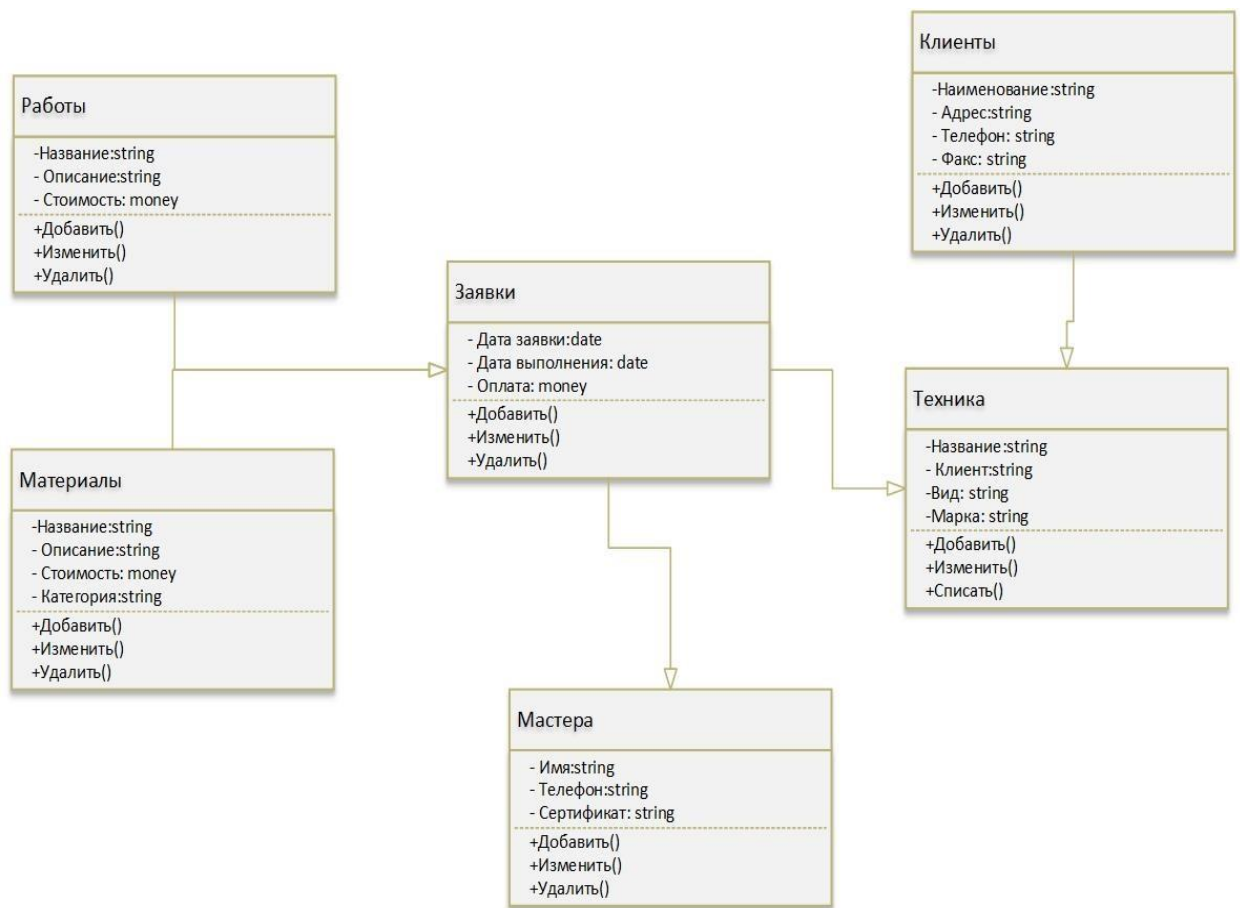 Клиенты
-Наименование:string
- Адрес:string
- Телефон: string
- Факс: string
+Добавить()
+Изменить()
+Удалить()
Работы
-Название:string
- Описание:string
- Стоимость: money
+Добавить()
+Изменить()
+Удалить()
Заявки
- Дата заявки:date
- Дата выполнения: date
- Оплата: money
+Добавить()
+Изменить()
+Удалить()
Техника
-Название:string
- Клиент:string
-Вид: string
-Марка: string
+Добавить()
+Изменить()
+Списать()
Материалы
-Название:string
- Описание:string
- Стоимость: money
- Категория:string
+Добавить()
+Изменить()
+Удалить()
Мастера
- Имя:string
- Телефон:string
- Сертификат: string
+Добавить()
+Изменить()
+Удалить()